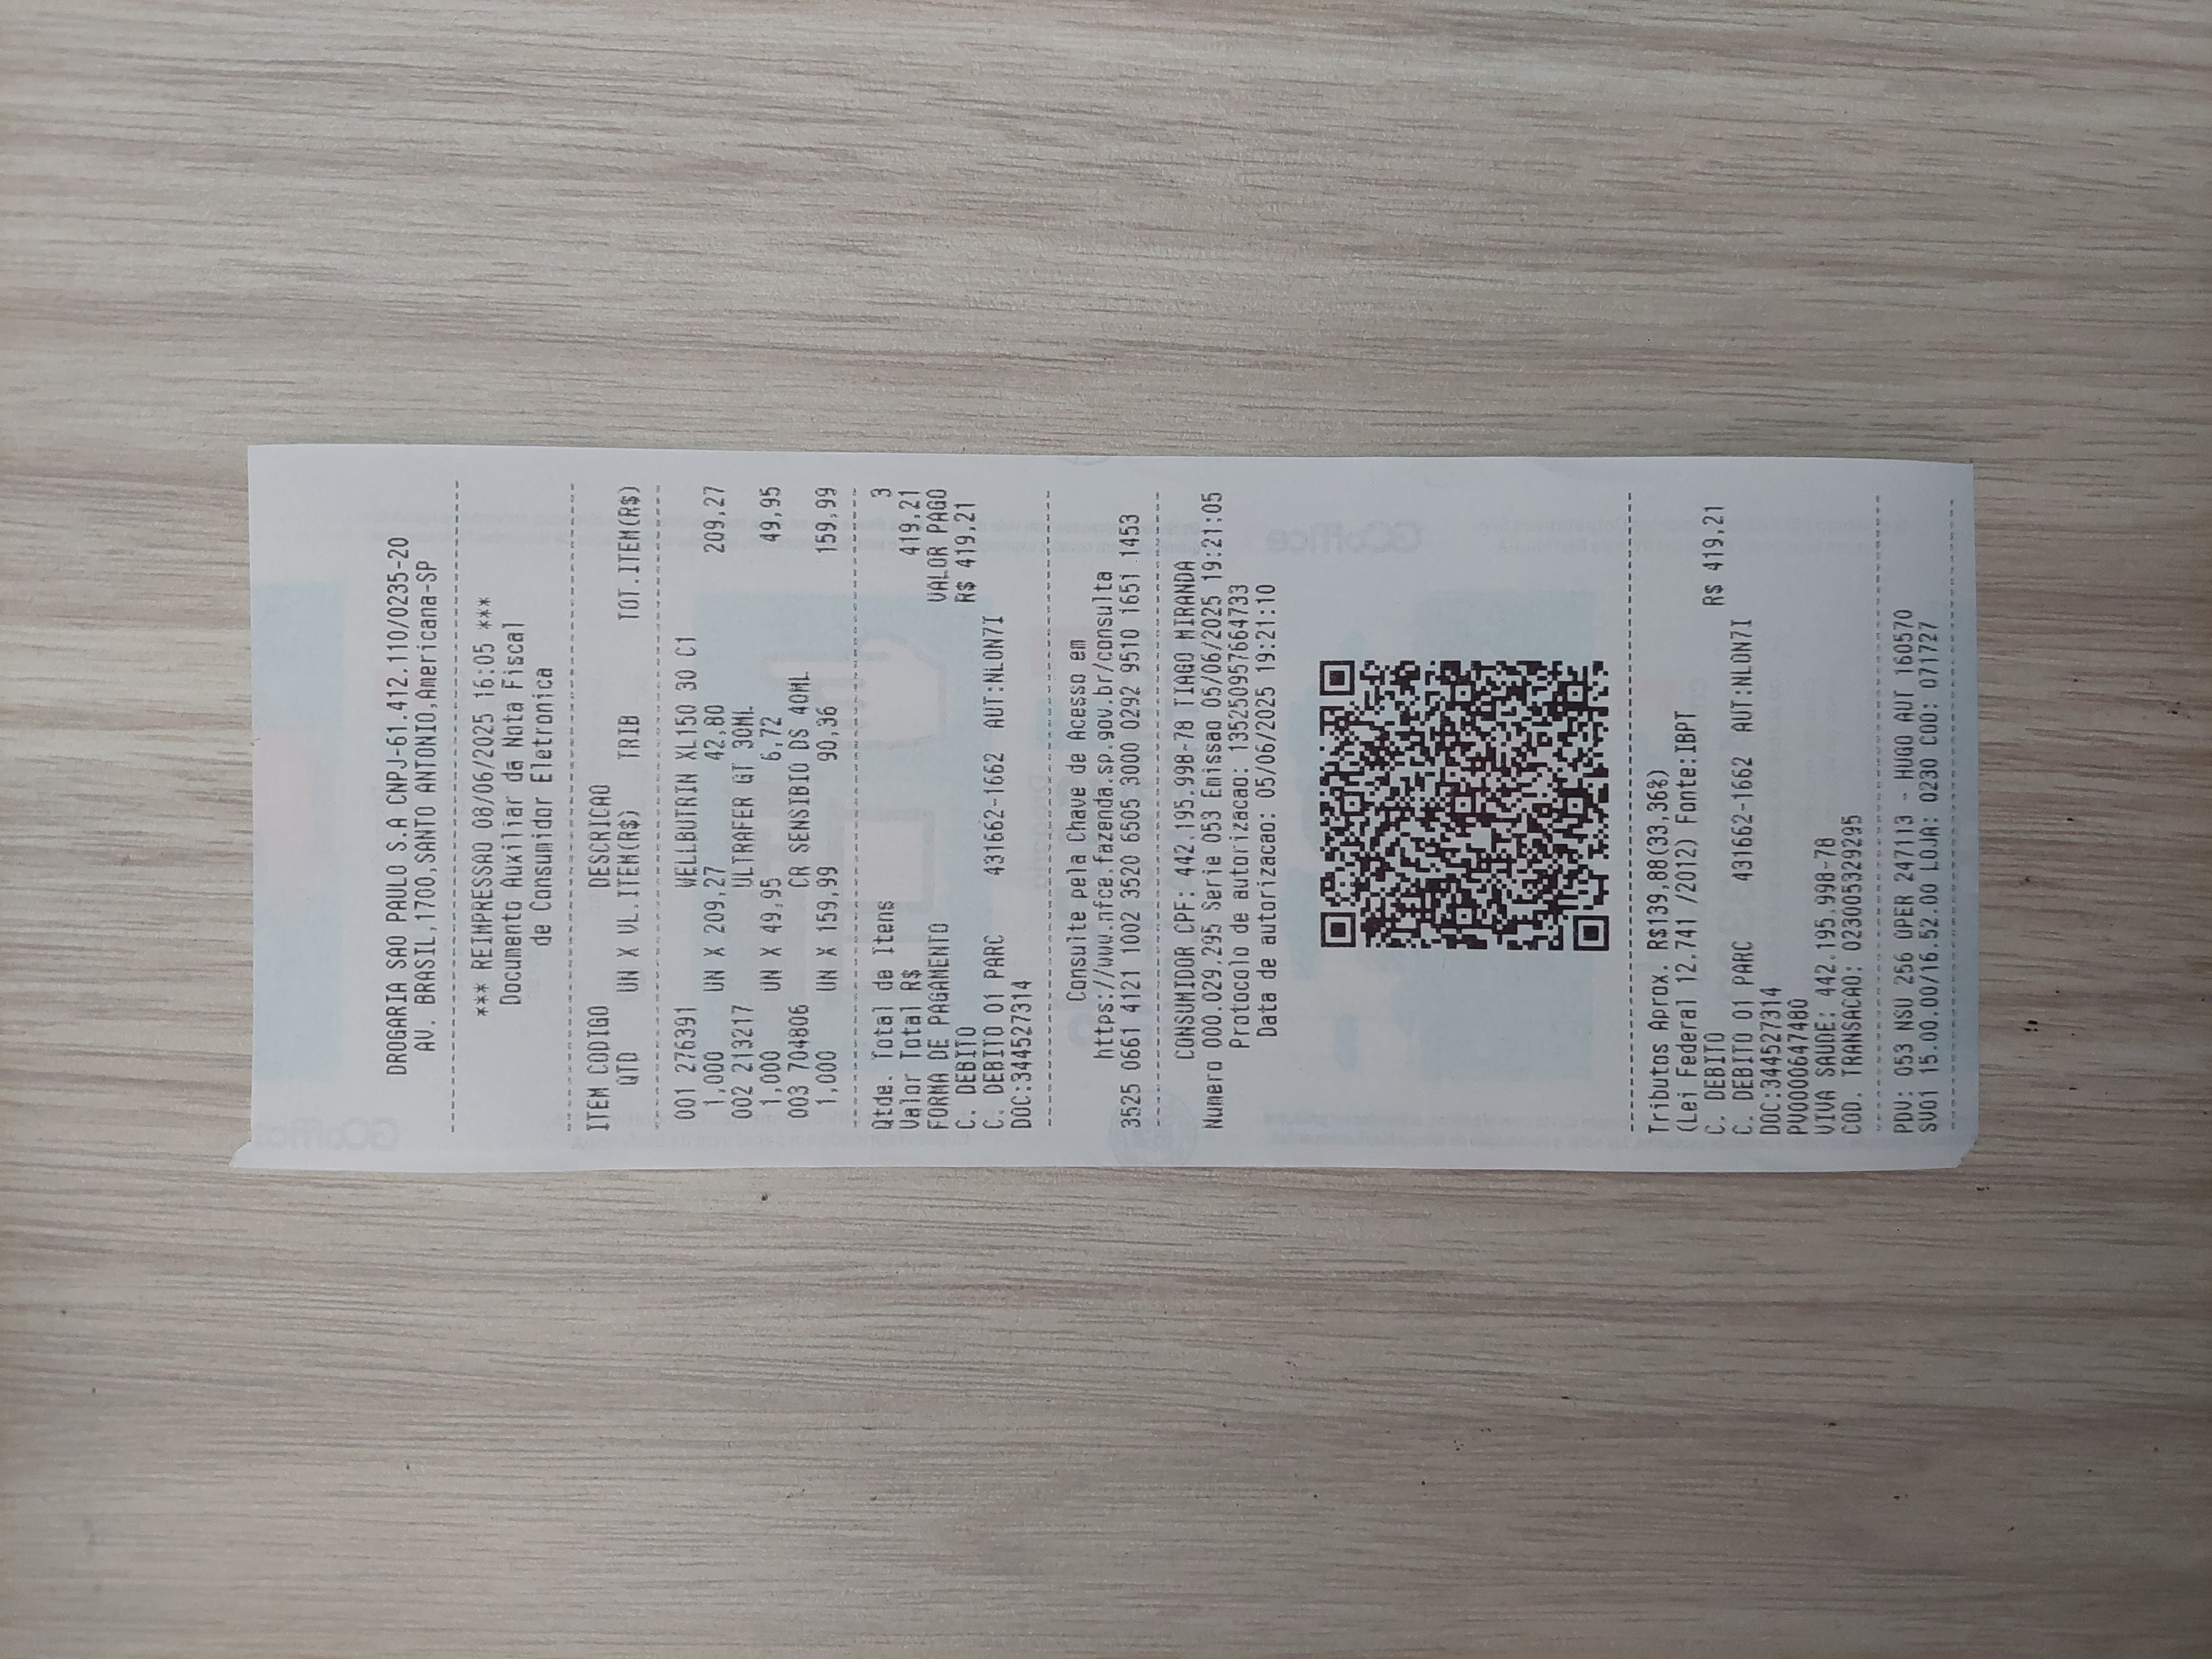 DROGARIA SAO PAULO S.A CNPJ-61.412.110/0235-20
AV. BRASIL,1700,SANTO ANTONIO,Americana-SP
*** REIMPRESSAO 08/06/2025 16:05 ***
Documento Auxiliar da Nota Fiscal
de Consumidor Eletronica
ITEM CODIGO DESCRICAO
QTD UN X VL.ITEM(R$) TRIB TOT.ITEM(R$)
001 276391 WELLBUTRIN XL150 30 C1
1,000 UN X 209,27 42,80 209,27
002 213217 ULTRAFER GT 30ML
1,000 UN X 49,95 6,72 49,95
003 704806 CR SENSIBIO DS 40ML
1,000 UN X 159,99 90,36 159,99
Qtde. Total de Itens 3
Valor Total R$ 419,21
FORMA DE PAGAMENTO VALOR PAGO
C. DEBITO R$ 419,21
C. DEBITO 01 PARC 431662-1662 AUT:NLON7I
DOC:344527314
Consulte pela Chave de Acesso em
https://www.nfce.fazenda.sp.gov.br/consulta
3525 0661 4121 1002 3520 6505 3000 0292 9510 1651 1453
CONSUMIDOR CPF: 442.195.998-78 TIAGO MIRANDA
Numero 000.029.295 Serie 053 Emissao 05/06/2025 19:21:05
Protocolo de autorizacao: 135250957664733
Data de autorizacao: 05/06/2025 19:21:10
Tributos Aprox. R$139,88(33,36%)
(Lei Federal 12.741 /2012) Fonte:IBPT
C. DEBITO R$ 419,21
C. DEBITO 01 PARC 431662-1662 AUT:NLON7I
DOC:344527314
PV0000647480
VIVA SAUDE: 442.195.998-78
COD. TRANSACAO: 023005329295
PDV: 053 NSU 256 OPER 247113 - HUGO AUT 160570
SV01 15.00.00/16.52.00 LOJA: 0230 COO: 071727